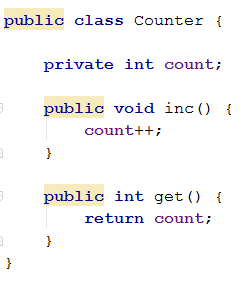 public class Counter {
private int count;
public void inc() {
count++;
}
public int get() {
return count;
}
}